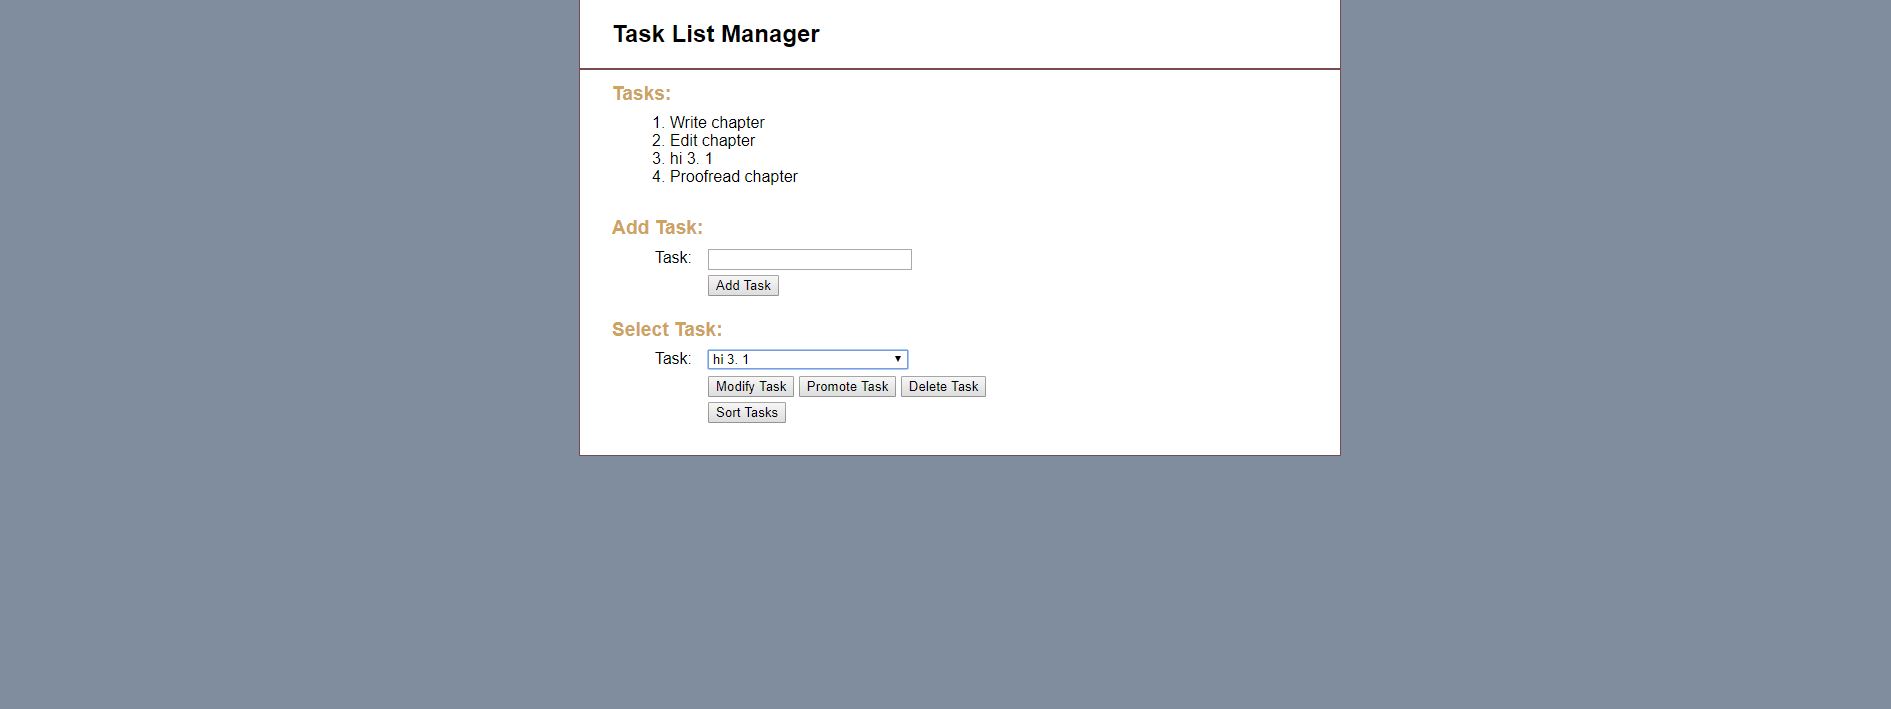 Task List Manager
Tasks:
1. Write chapter
2. Edit chapter
3. hi 3. 1
4. Proofread chapter
Add Task:
Task:
Add Task
Select Task:
Task: hi 3. 1
Modify Task Promote Task Delete Task
Sort Tasks